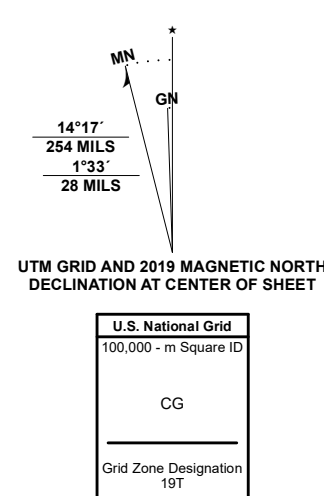 ★
MN
GN
14°17´
254 MILS
1°33´
28 MILS
UTM GRID AND 2019 MAGNETIC NORTH
DECLINATION AT CENTER OF SHEET
U.S. National Grid
100,000 - m Square ID
CG
Grid Zone Designation
19T